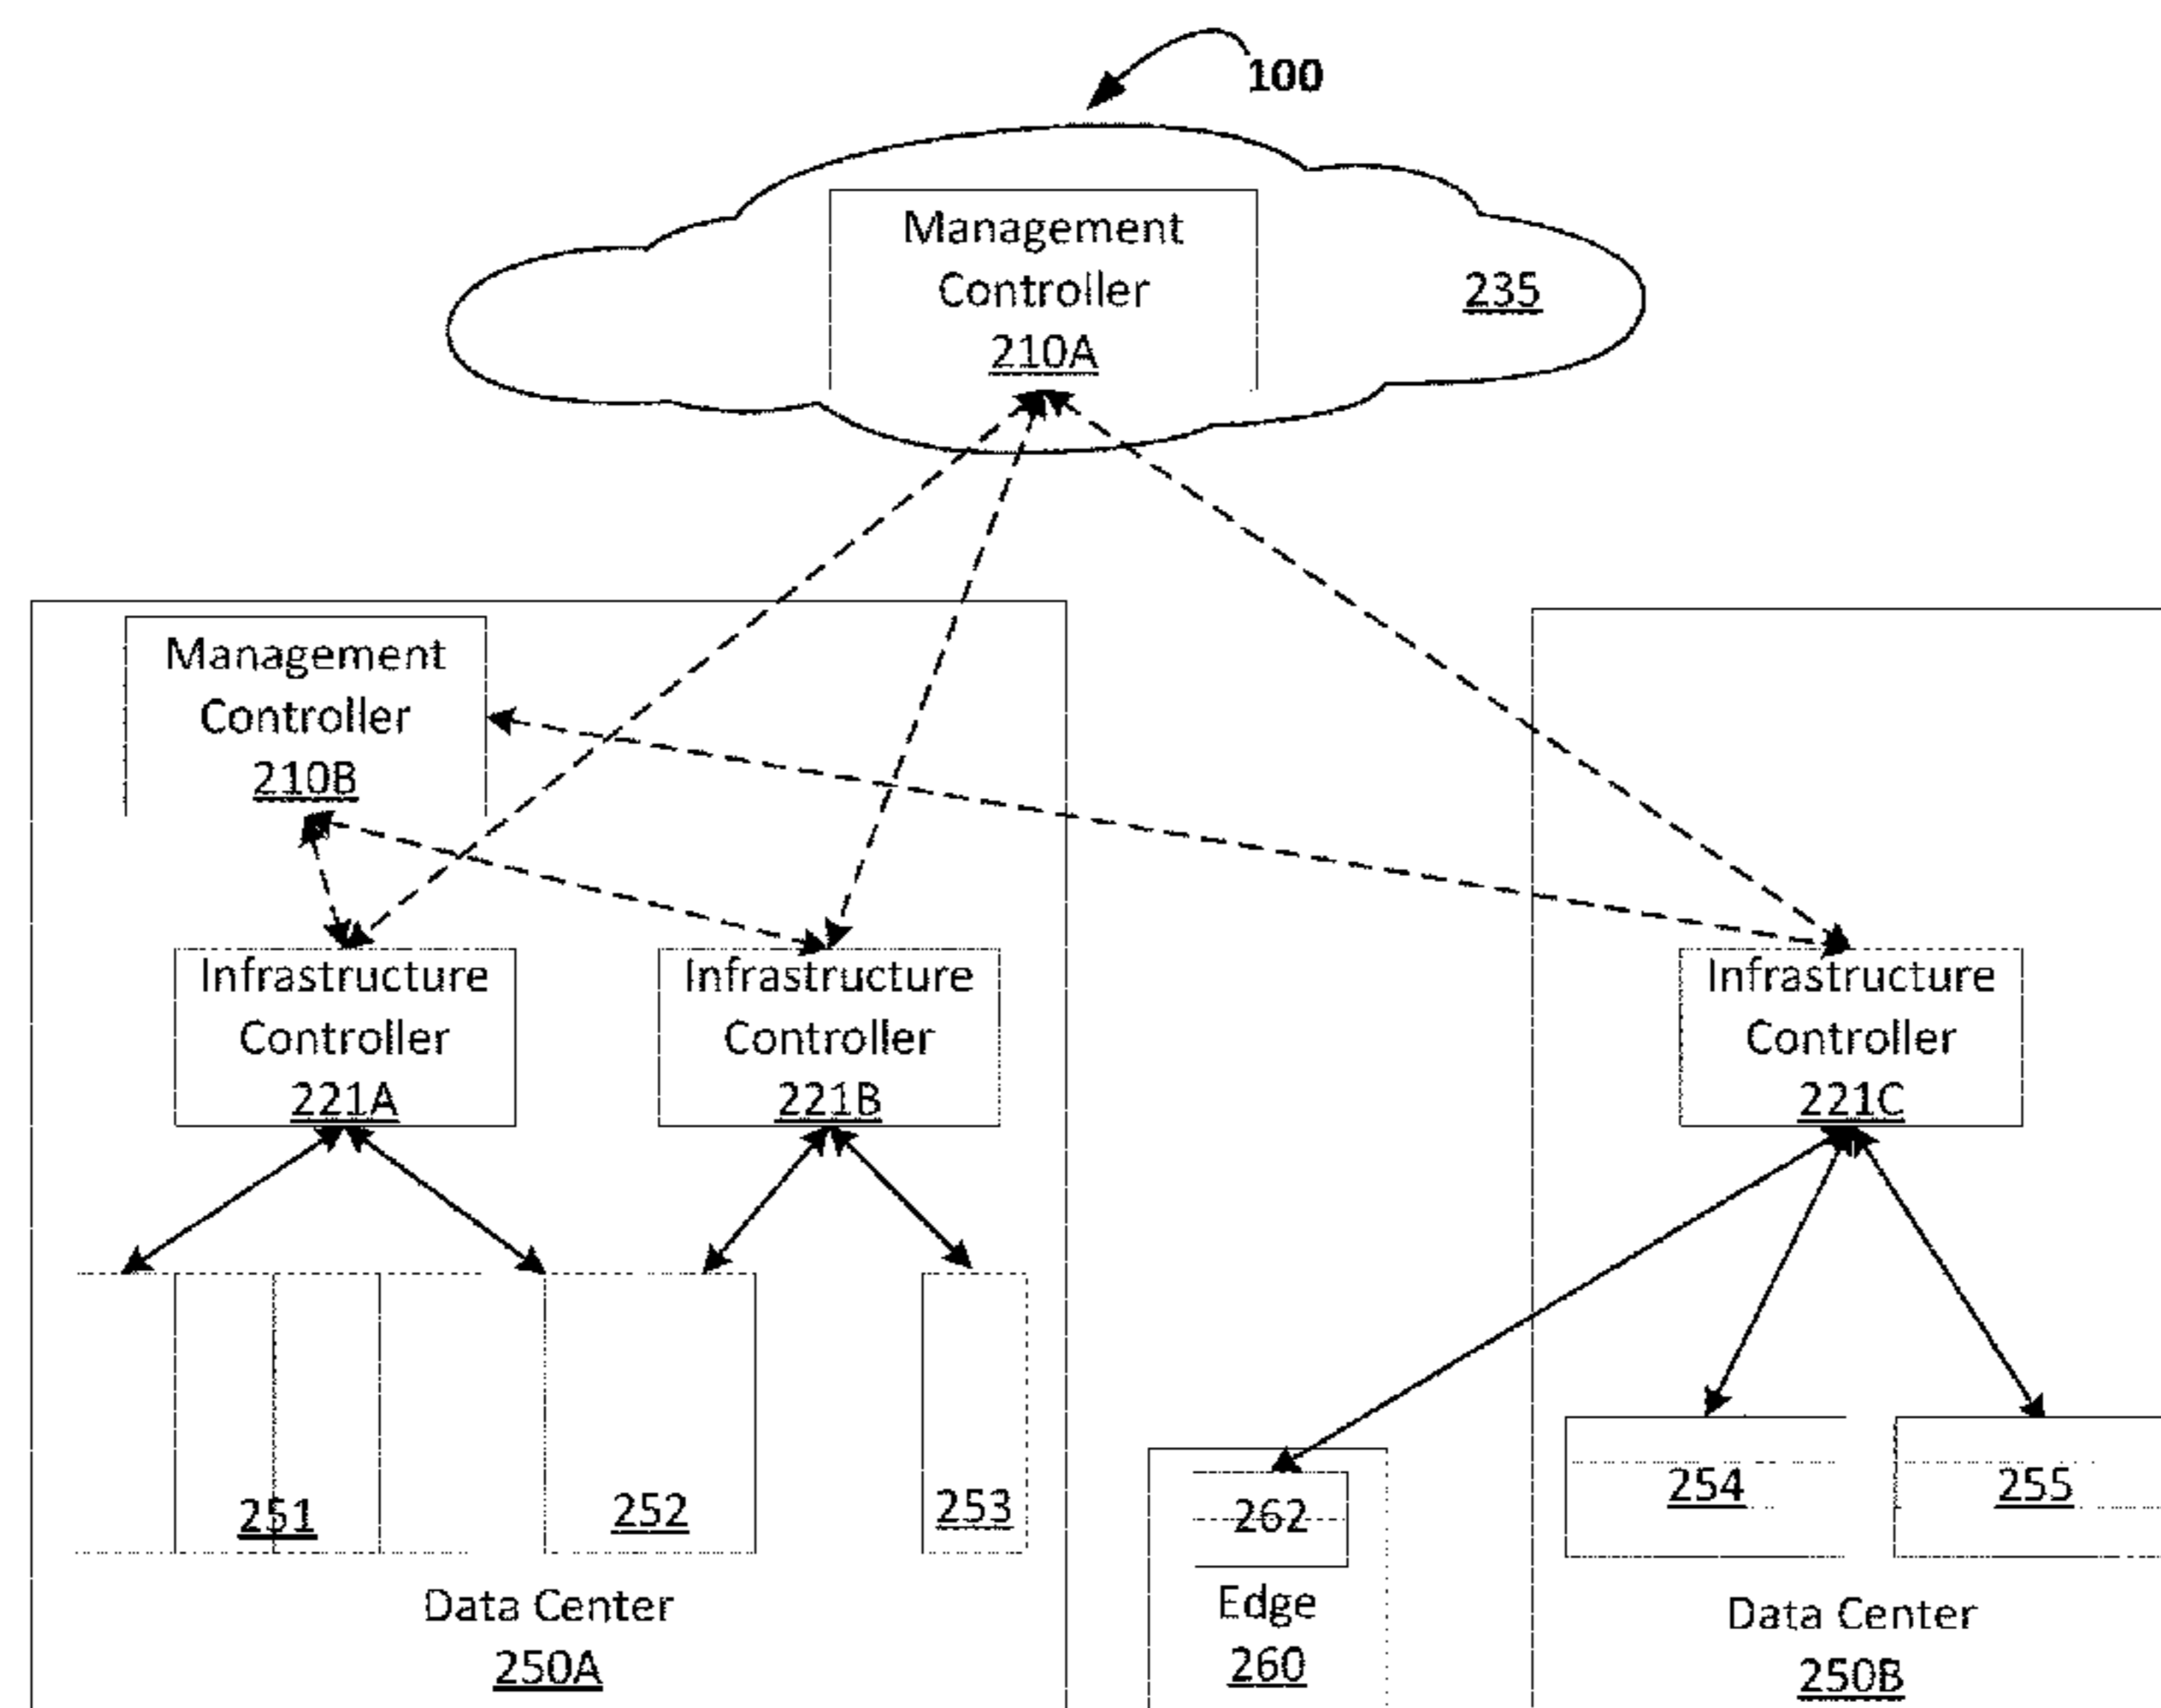 100
Management
Controller
210A
235
Management
Controller
210B
Infrastructure
Controller
221A
Infrastructure
Controller
221B
Infrastructure
Controller
221C
251
252
253
262
254
255
Data Center
250A
Edge
260
Data Center
250B